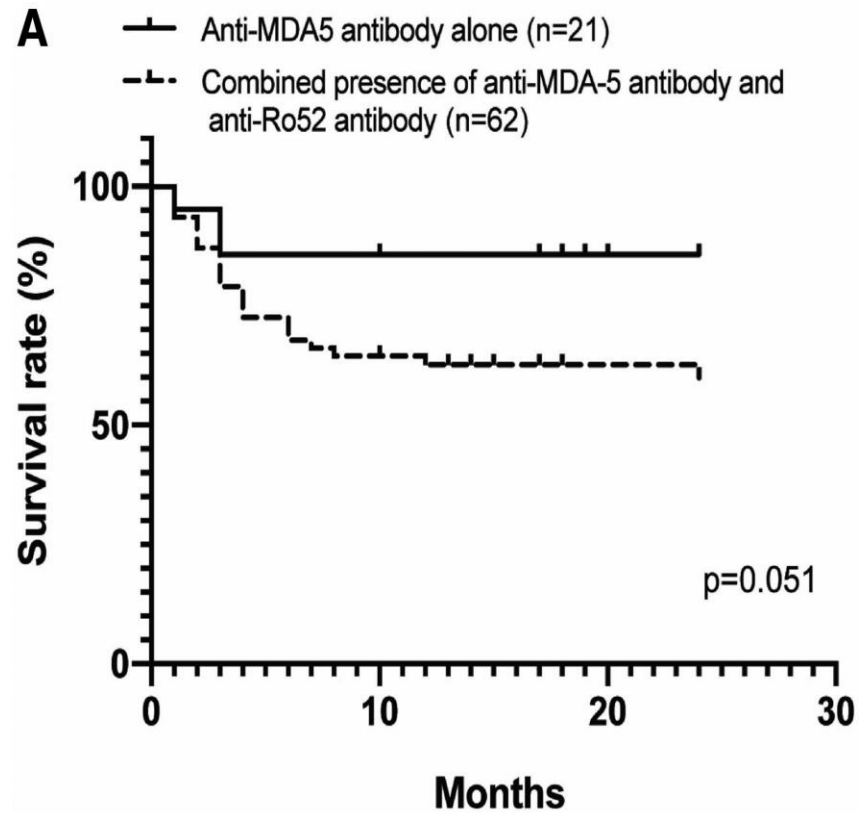 A
Anti-MDA5 antibody alone (n=21)
Combined presence of anti-MDA-5 antibody and
anti-Ro52 antibody (n=62)
Survival rate (%)
100
50
0
p=0.051
0 10 20 30
Months